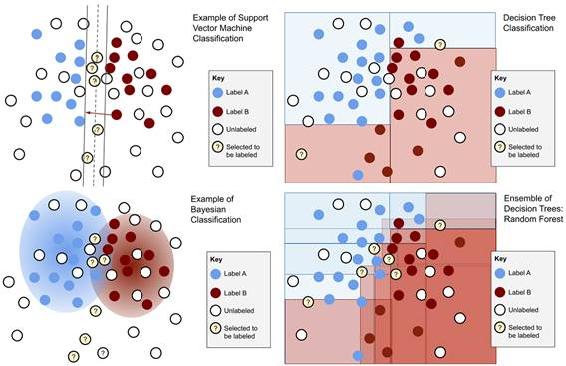 Example of Support
Vector Machine
Classification
Key
Label A
Label B
Unlabeled
? Selected to
be labeled
?
?
?
?
?
Decision Tree
Classification
Key
Label A
Label B
Unlabeled
? Selected to
be labeled
?
?
Example of
Bayesian
Classification
Key
Label A
Label B
Unlabeled
? Selected to
be labeled
?
?
?
?
?
?
?
Ensemble of
Decision Trees:
Random Forest
Key
Label A
Label B
Unlabeled
? Selected to
be labeled
?
?
?
?
?
?